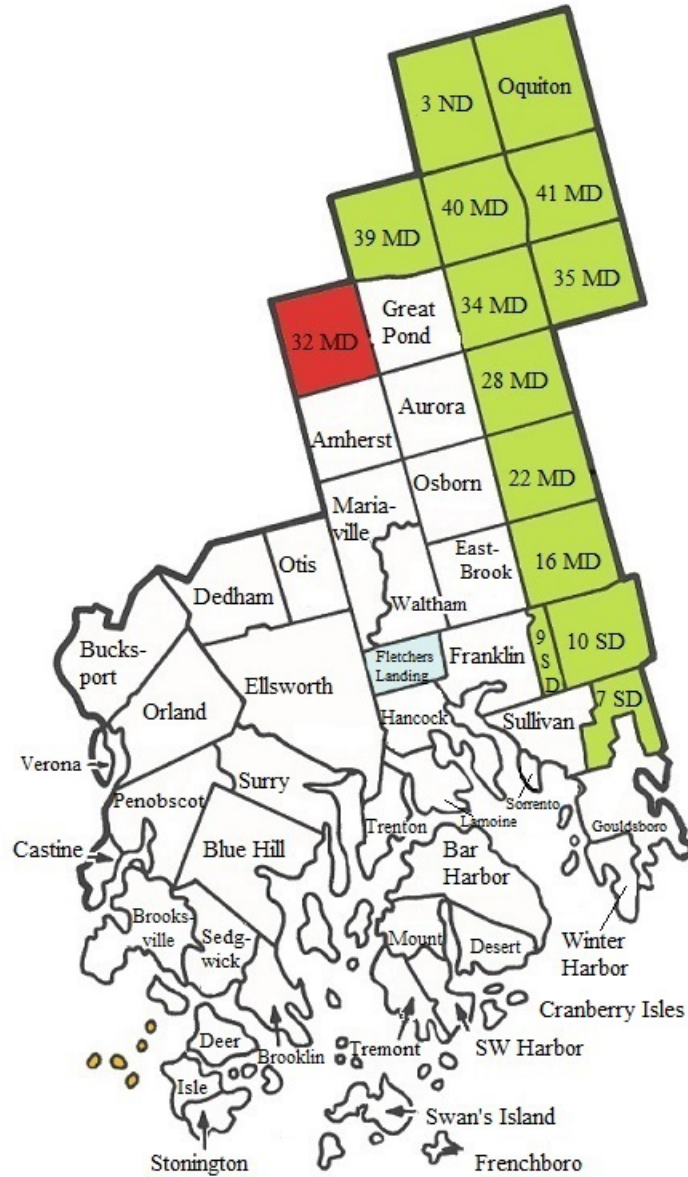 3 ND
Oquiton
39 MD
40 MD
41 MD
32 MD
Great
Pond
34 MD
35 MD
28 MD
Aurora
Amherst
Osborn
22 MD
Maria-
ville
East-
Brook
16 MD
Otis
Dedham
Waltham
Bucks-
port
Fletchers
Landing
Franklin
9
S
D
10 SD
Ellsworth
Orland
Hancock
Sullivan
7 SD
Verona
Surry
Penobscot
Sorrento
Lamoine
Trenton
Gouldsboro
Castine
Blue Hill
Bar
Harbor
Brooks-
ville
Sedg-
wick
Mount
Desert
Winter
Harbor
Cranberry Isles
Deer
Brooklin
Tremont
SW Harbor
Isle
Swan's Island
Stonington
Frenchboro